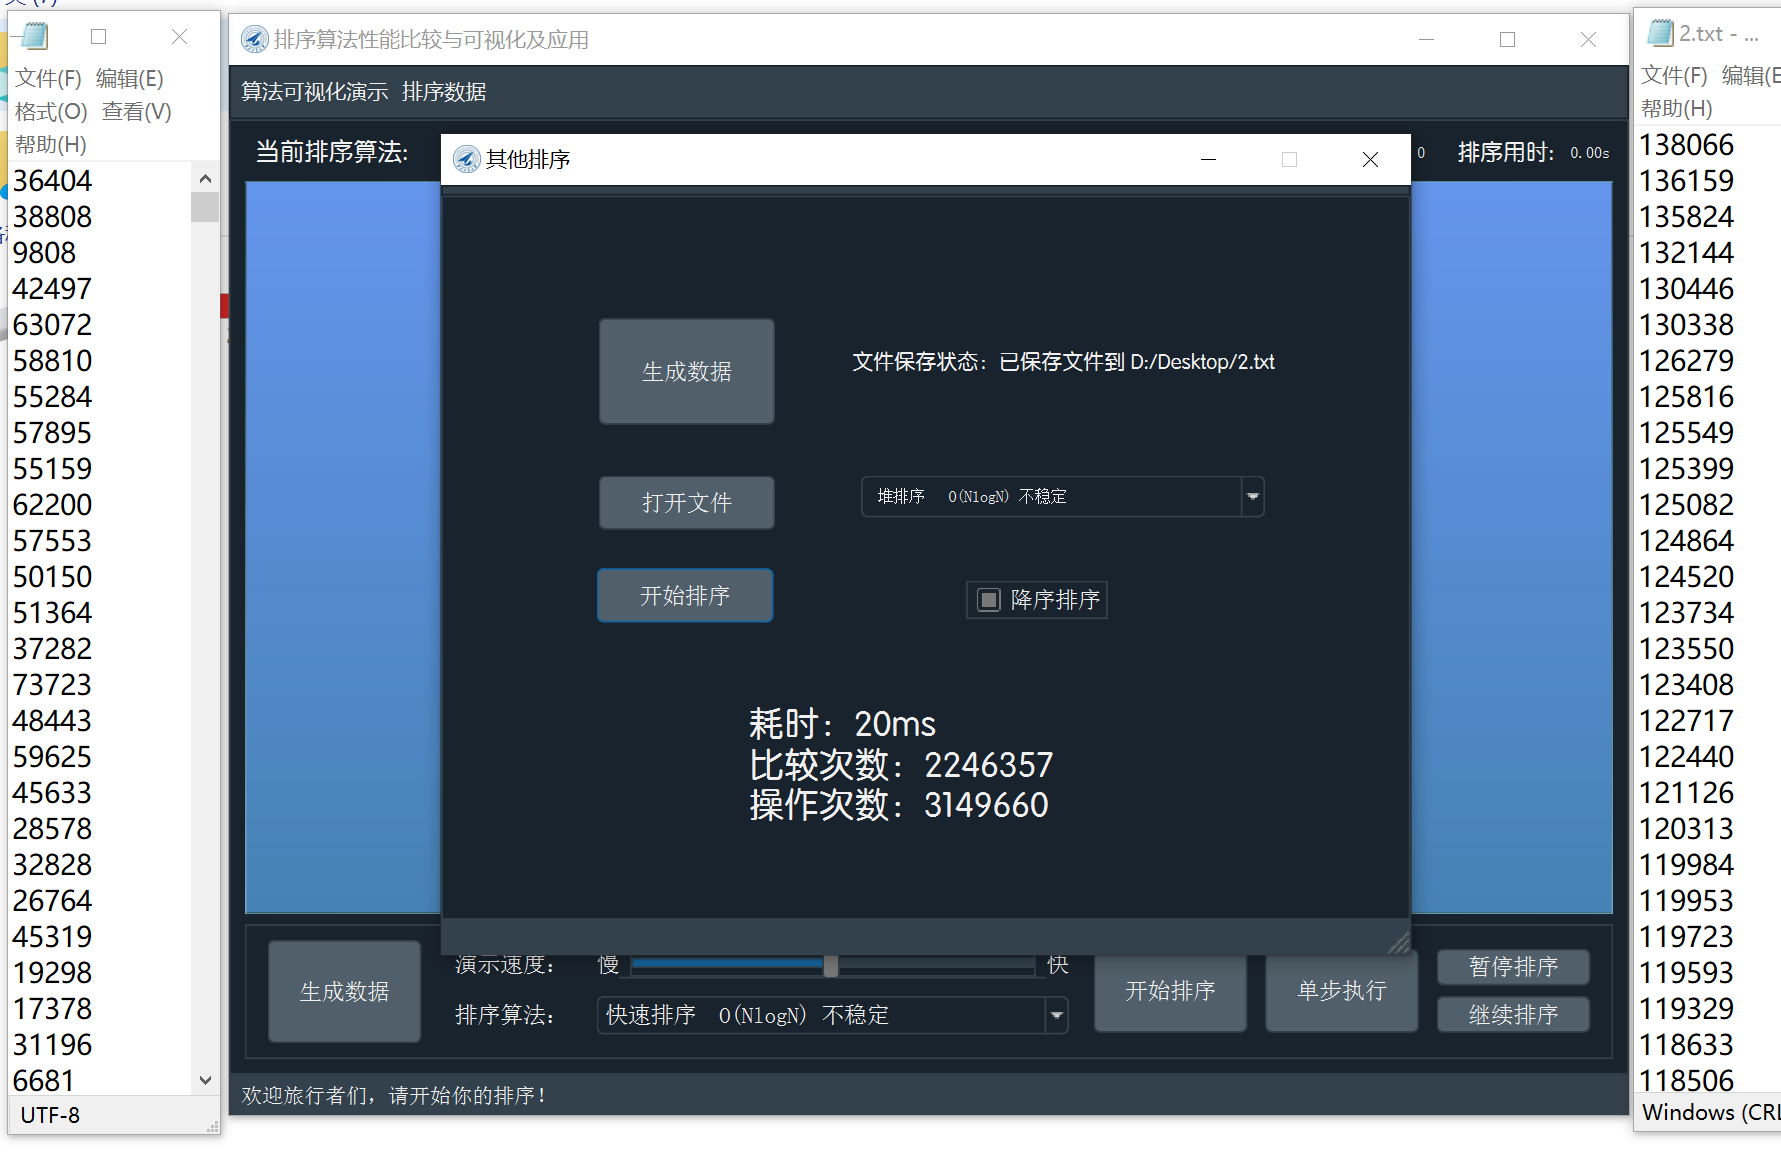 文件(F) 编辑(E)
格式(O) 查看(V)
帮助(H)
36404
38808
9808
42497
63072
58810
55284
57895
55159
62200
57553
50150
51364
37282
73723
48443
59625
45633
28578
32828
26764
45319
19298
17378
31196
6681
UTF-8
排序算法性能比较与可视化及应用
算法可视化演示 排序数据
当前排序算法:
0 排序用时: 0.00s
其他排序
生成数据
文件保存状态：已保存文件到 D:/Desktop/2.txt
打开文件
堆排序 O(NlogN) 不稳定
开始排序
降序排序
耗时：20ms
比较次数：2246357
操作次数：3149660
生成数据
演示速度：
慢
快
排序算法：
快速排序 O(NlogN) 不稳定
开始排序
单步执行
暂停排序
继续排序
欢迎旅行者们，请开始你的排序！
2.txt - ...
文件(F) 编辑(E
帮助(H)
138066
136159
135824
132144
130446
130338
126279
125816
125549
125399
125082
124864
124520
123734
123550
123408
122717
122440
121126
120313
119984
119953
119723
119593
119329
118633
118506
Windows (CRL